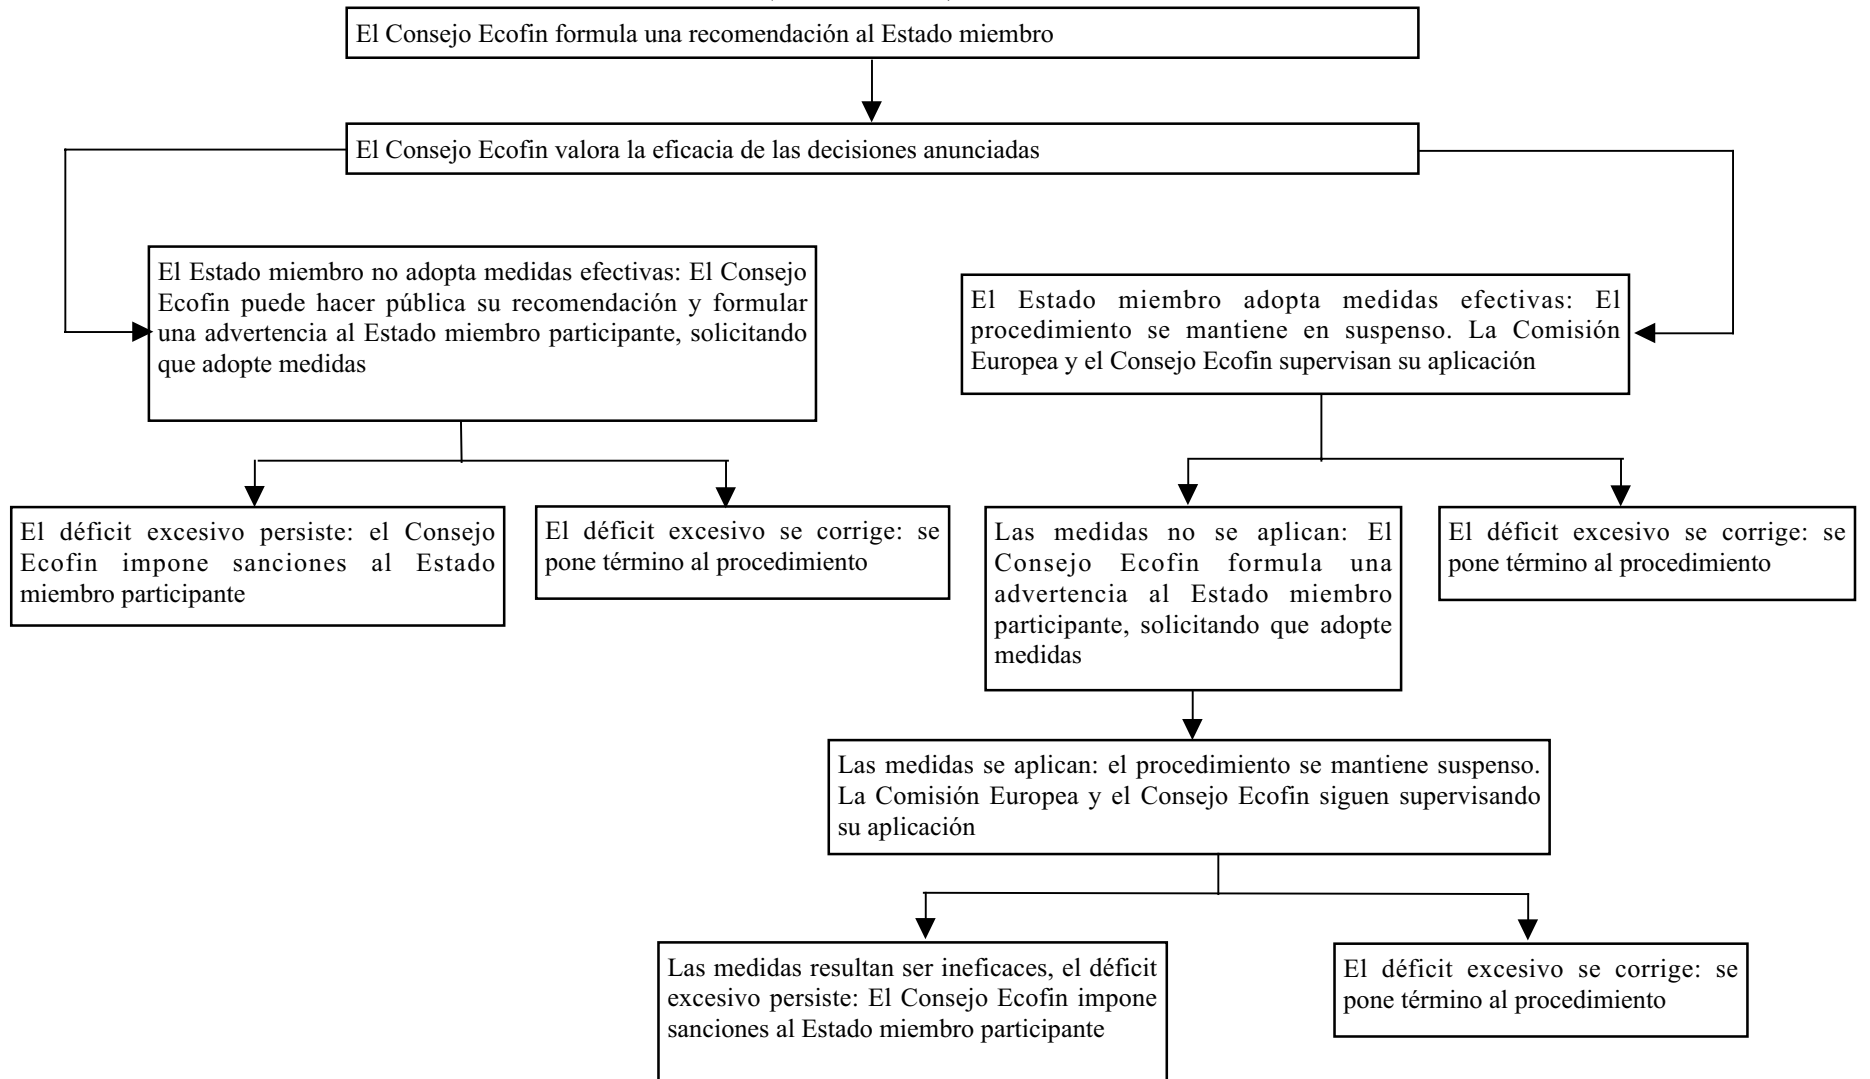 El Consejo Ecofin formula una recomendación al Estado miembro
El Consejo Ecofin valora la eficacia de las decisiones anunciadas
El Estado miembro no adopta medidas efectivas: El Consejo
Ecofin puede hacer pública su recomendación y formular
una advertencia al Estado miembro participante, solicitando
que adopte medidas
El Estado miembro adopta medidas efectivas: El
procedimiento se mantiene en suspenso. La Comisión
Europea y el Consejo Ecofin supervisan su aplicación
El déficit excesivo persiste: el Consejo
Ecofin impone sanciones al Estado
miembro participante
El déficit excesivo se corrige: se
pone término al procedimiento
Las medidas no se aplican: El
Consejo Ecofin formula una
advertencia al Estado miembro
participante, solicitando que adopte
medidas
El déficit excesivo se corrige: se
pone término al procedimiento
Las medidas se aplican: el procedimiento se mantiene suspenso.
La Comisión Europea y el Consejo Ecofin siguen supervisando
su aplicación
Las medidas resultan ser ineficaces, el déficit
excesivo persiste: El Consejo Ecofin impone
sanciones al Estado miembro participante
El déficit excesivo se corrige: se
pone término al procedimiento